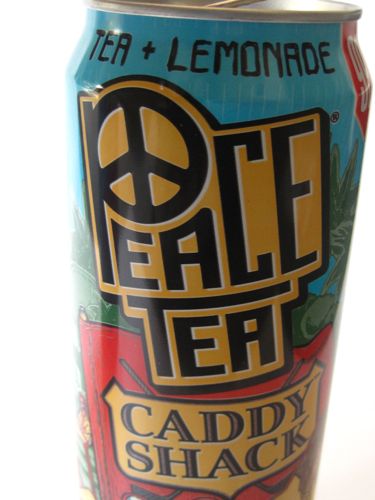 TEA + LEMONADE
PEACE
TEA
®
CADDY
SHACK